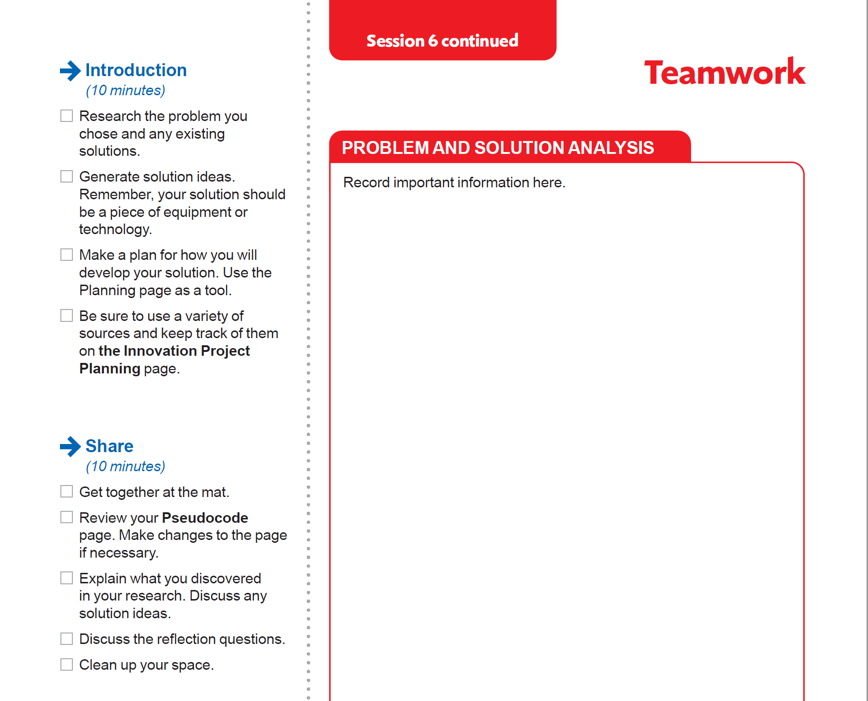 Introduction
(10 minutes)
Research the problem you
chose and any existing
solutions.
Generate solution ideas.
Remember, your solution should
be a piece of equipment or
technology.
Make a plan for how you will
develop your solution. Use the
Planning page as a tool.
Be sure to use a variety of
sources and keep track of them
on the Innovation Project
Planning page.
Share
(10 minutes)
Get together at the mat.
Review your Pseudocode
page. Make changes to the page
if necessary.
Explain what you discovered
in your research. Discuss any
solution ideas.
Discuss the reflection questions.
Clean up your space.
Session 6 continued
Teamwork
PROBLEM AND SOLUTION ANALYSIS
Record important information here.